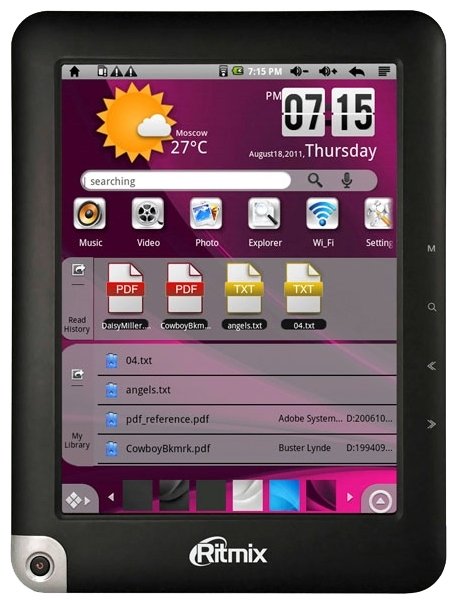 7:15 PM
PM 07:15
Moscow
27°C
August18,2011, Thursday
searching
Music Video Photo Explorer Wi_Fi Setting
PDF PDF TXT TXT
Read
History
DaisyMiller.... CowboyBkm... angels.txt 04.txt
04.txt
angels.txt
My
Library
pdf_reference.pdf Adobe System... D:200610...
CowboyBkmrk.pdf Buster Lynde D:199409...
M
Ritmix